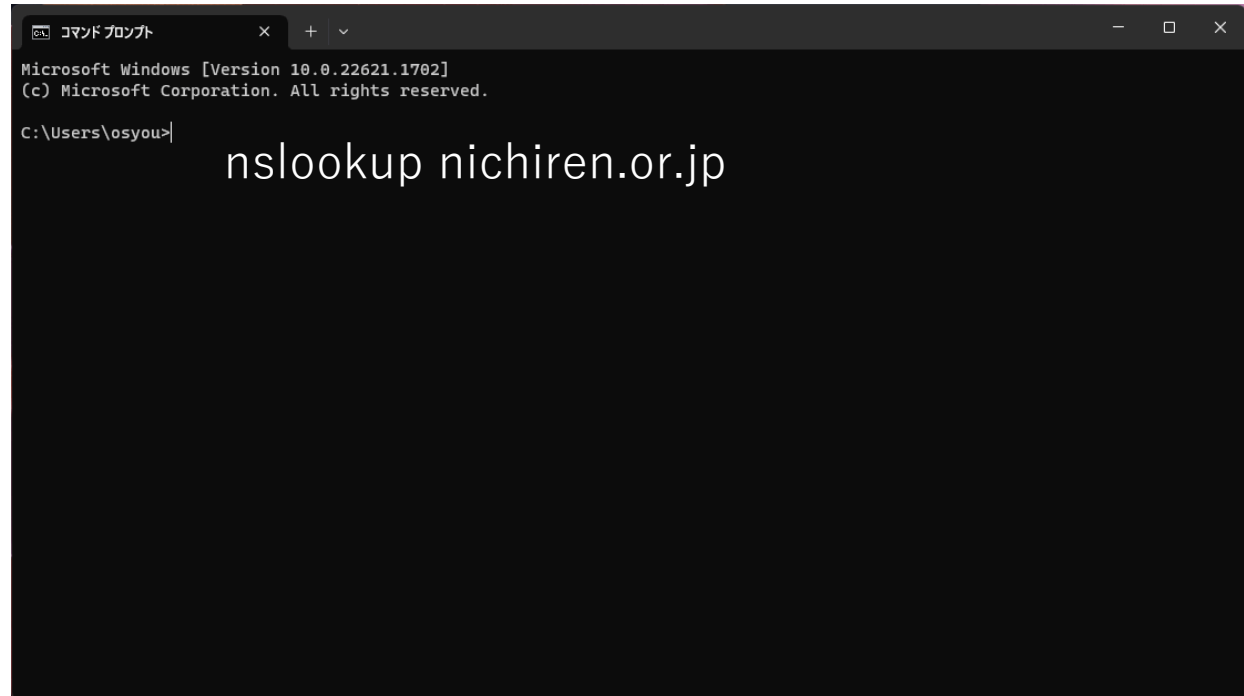 コマンド プロンプト
Microsoft Windows [Version 10.0.22621.1702]
(c) Microsoft Corporation. All rights reserved.
C:\Users\osyou>
nslookup nichiren.or.jp